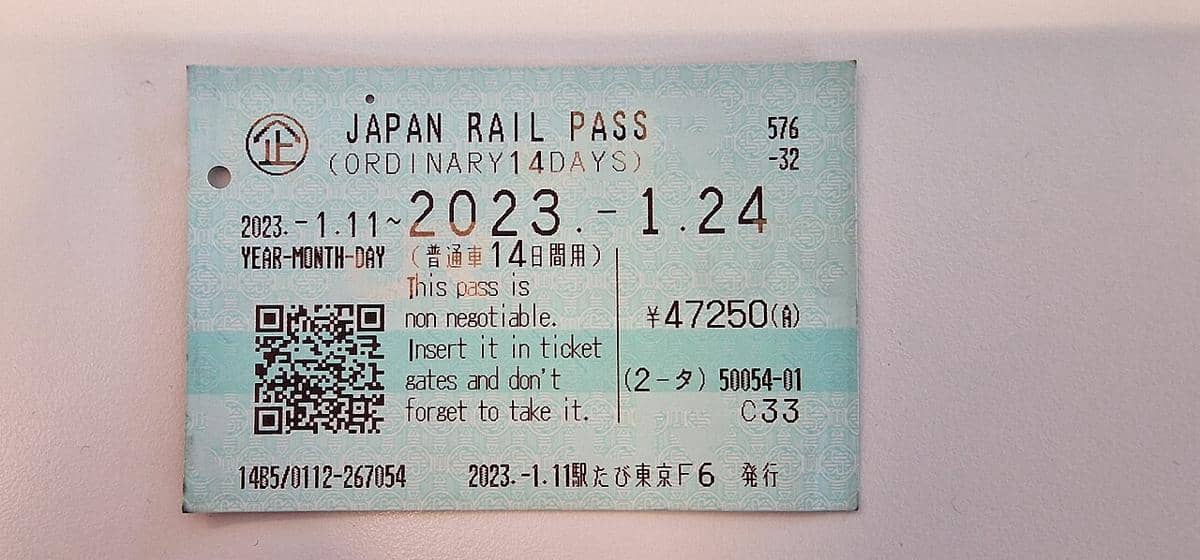 企 JAPAN RAIL PASS 576
(ORDINARY14DAYS) -32
2023.-1.11~2023.-1.24
YEAR-MONTH-DAY (普通車14日間用)
This pass is
non negotiable. ¥47250
Insert it in ticket
gates and don't (2-タ) 50054-01
forget to take it. C33
14B5/0112-267054 2023.-1.11駅たび東京F6 発行